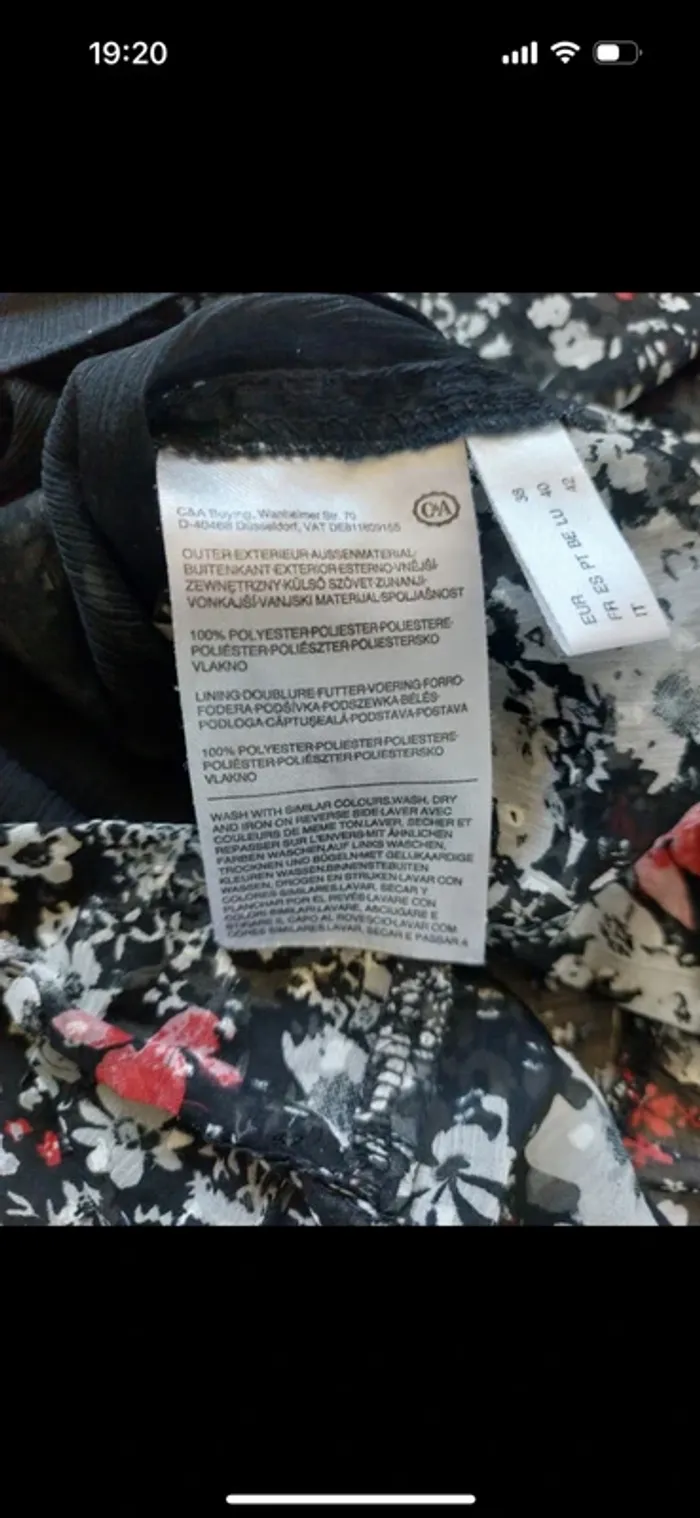 19:20
C&A Buying, Wanheimer Str. 70
D-40468 Düsseldorf, VAT DE811609155
C&A
OUTER·EXTERIEUR·AUSSENMATERIAL·
BUITENKANT·EXTERIOR·ESTERNO·VNĚJŠÍ·
ZEWNĘTRZNY·KÜLSŐ SZÖVET·ZUNANJI·
VONKAJŠÍ·VANJSKI MATERIJAL·SPOLJAŠNOST
100% POLYESTER·POLIESTER·POLIESTERE·
POLIÉSTER·POLIÉSZTER·POLIESTERSKO
VLAKNO
LINING·DOUBLURE·FUTTER·VOERING·FORRO·
FODERA·PODŠÍVKA·PODSZEWKA·BÉLÉS·
PODLOGA·CĂPTUŞEALĂ·PODSTAVA·POSTAVA
100% POLYESTER·POLIESTER·POLIESTERE·
POLIÉSTER·POLIÉSZTER·POLIESTERSKO
VLAKNO
WASH WITH SIMILAR COLOURS.WASH, DRY
AND IRON ON REVERSE SIDE·LAVER AVEC
COULEURS DE MEME TON.LAVER, SECHER ET
REPASSER SUR L'ENVERS·MIT ÄHNLICHEN
FARBEN WASCHEN.AUF LINKS WASCHEN,
TROCKNEN UND BÜGELN·MET GELIJKAARDIGE
KLEUREN WASSEN.BINNENSTEBUITEN
WASSEN, DROGEN EN STRIJKEN·LAVAR CON
COLORES SIMILARES.LAVAR, SECAR Y
PLANCHAR POR EL REVÉS·LAVARE CON
COLORI SIMILARI.LAVARE, ASCIUGARE E
STIRARE IL CAPO AL ROVESCIO·LAVAR COM
CORES SIMILARES.LAVAR, SECAR E PASSAR A
EUR 38
FR ES PT BE LU 40
IT 42